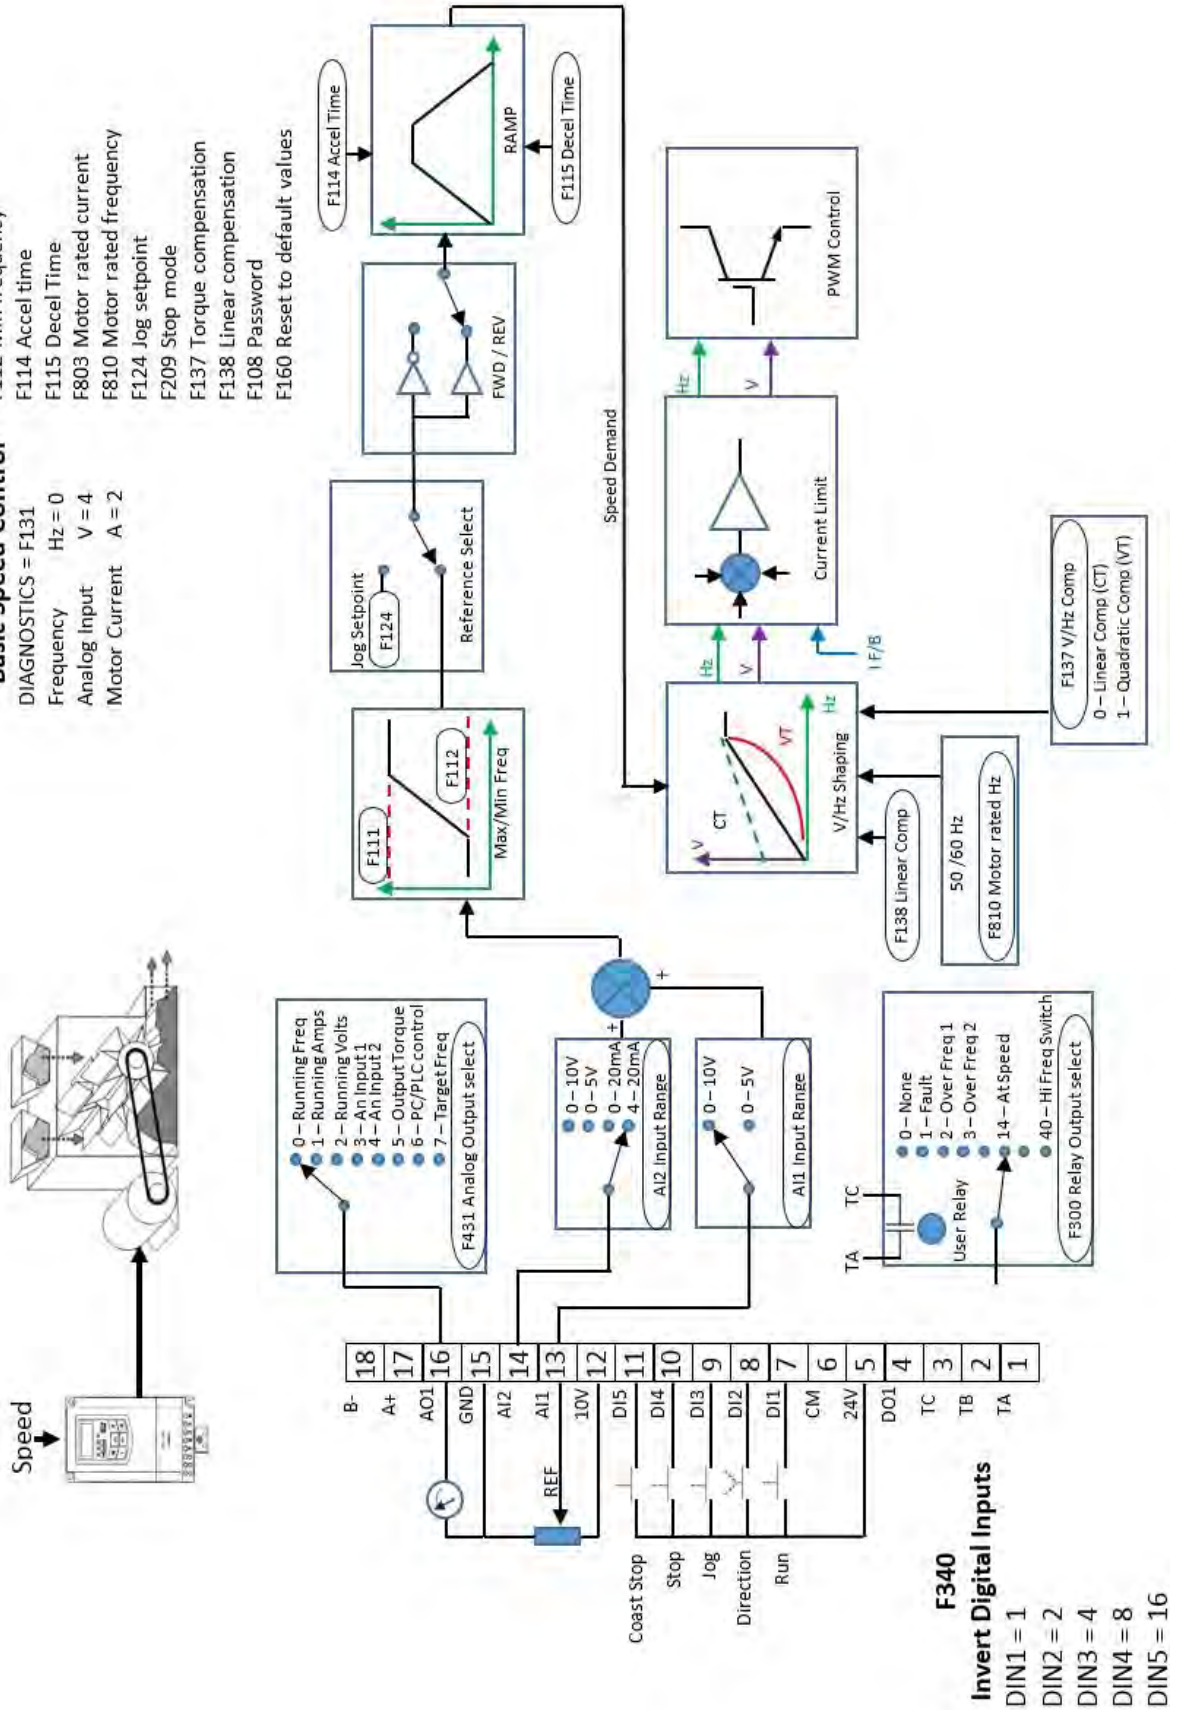 Speed
Basic Speed Control
DIAGNOSTICS = F131
Frequency Hz = 0
Analog Input V = 4
Motor Current A = 2
F114 Accel time
F115 Decel Time
F803 Motor rated current
F810 Motor rated frequency
F124 Jog setpoint
F209 Stop mode
F137 Torque compensation
F138 Linear compensation
F108 Password
F160 Reset to default values
0 – Running Freq
1 – Running Amps
2 – Running Volts
3 – An Input 1
4 – An Input 2
5 – Output Torque
6 – PC/PLC control
7 – Target Freq
F431 Analog Output select
F111
F112
Max/Min Freq
Jog Setpoint
F124
Reference Select
FWD / REV
F114 Accel Time
RAMP
F115 Decel Time
Speed Demand
+
+
0 – 10V
0 – 5V
0 – 20mA
4 – 20mA
AI2 Input Range
0 – 10V
0 – 5V
AI1 Input Range
V
CT
VT
Hz
V/Hz Shaping
Hz
V
I F/B
Current Limit
Hz
V
PWM Control
F138 Linear Comp
50 /60 Hz
F810 Motor rated Hz
F137 V/Hz Comp
0 – Linear Comp (CT)
1 – Quadratic Comp (VT)
TA
TC
User Relay
0 – None
1 – Fault
2 – Over Freq 1
3 – Over Freq 2
14 – At Speed
40 – Hi Freq Switch
F300 Relay Output select
B- 18
A+ 17
AO1 16
GND 15
AI2 14
AI1 13
10V 12
DI5 11
DI4 10
DI3 9
DI2 8
DI1 7
CM 6
24V 5
DO1 4
TC 3
TB 2
TA 1
REF
Coast Stop
Stop
Jog
Direction
Run
F340
Invert Digital Inputs
DIN1 = 1
DIN2 = 2
DIN3 = 4
DIN4 = 8
DIN5 = 16